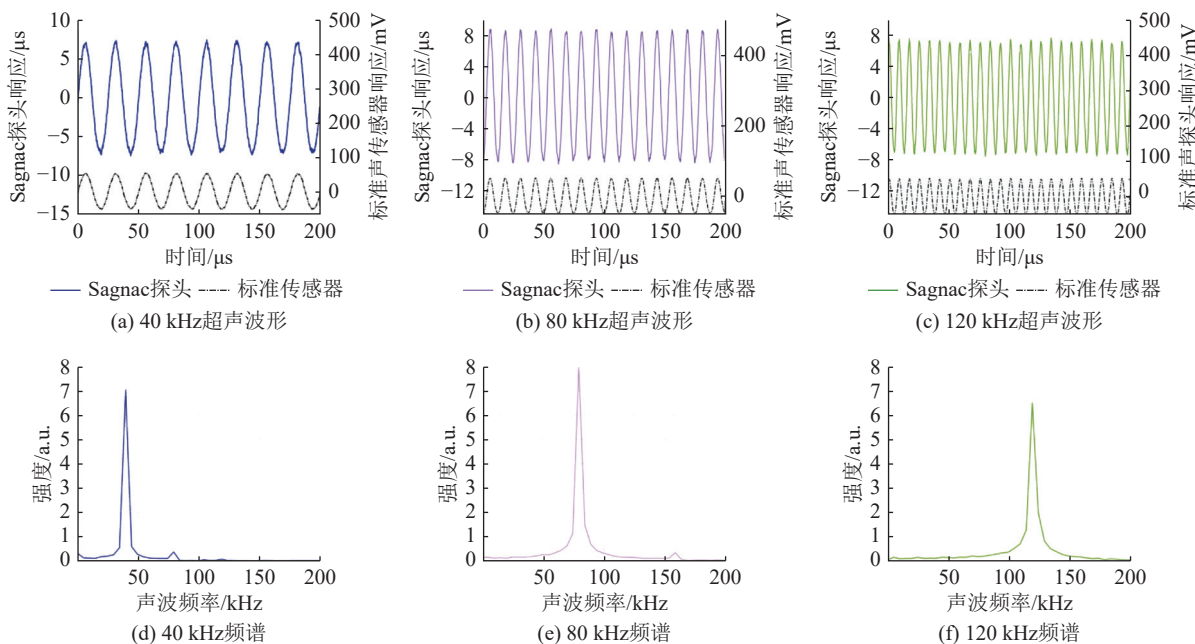 10
5
0
−5
−10
−15
Sagnac探头响应/μs
500
400
300
200
100
0
标准声传感器响应/mV
0 50 100 150 200
时间/μs
Sagnac探头 标准传感器
(a) 40 kHz超声波形
8
4
0
−4
−8
−12
Sagnac探头响应/μs
400
200
0
标准声传感器响应/mV
0 50 100 150 200
时间/μs
Sagnac探头 标准传感器
(b) 80 kHz超声波形
8
4
0
−4
−8
−12
Sagnac探头响应/μs
500
400
300
200
100
0
标准声传感器响应/mV
0 50 100 150 200
时间/μs
Sagnac探头 标准传感器
(c) 120 kHz超声波形
8
7
6
5
4
3
2
1
0
强度/a.u.
50 100 150 200
声波频率/kHz
(d) 40 kHz频谱
8
7
6
5
4
3
2
1
0
强度/a.u.
50 100 150 200
声波频率/kHz
(e) 80 kHz频谱
8
7
6
5
4
3
2
1
0
强度/a.u.
50 100 150 200
声波频率/kHz
(f) 120 kHz频谱